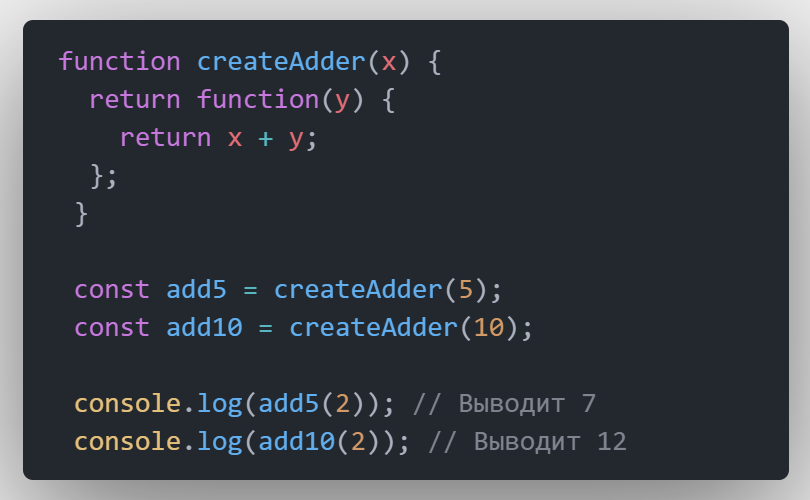 function createAdder(x) {
  return function(y) {
    return x + y;
  };
 }

 const add5 = createAdder(5);
 const add10 = createAdder(10);

 console.log(add5(2)); // Выводит 7
 console.log(add10(2)); // Выводит 12